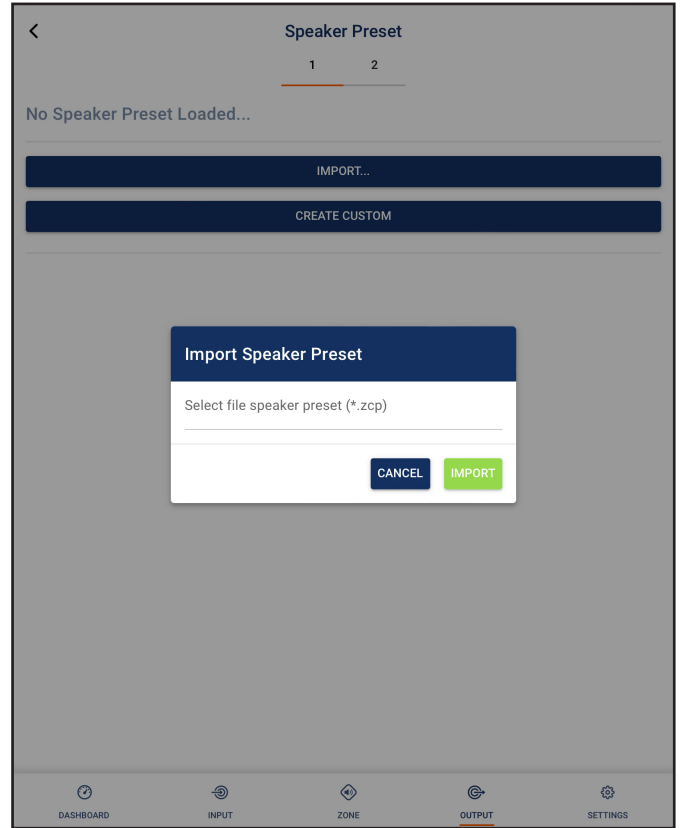 Speaker Preset
1 2
No Speaker Preset Loaded...
IMPORT...
CREATE CUSTOM
Import Speaker Preset
Select file speaker preset (*.zcp)
CANCEL IMPORT
DASHBOARD INPUT ZONE OUTPUT SETTINGS